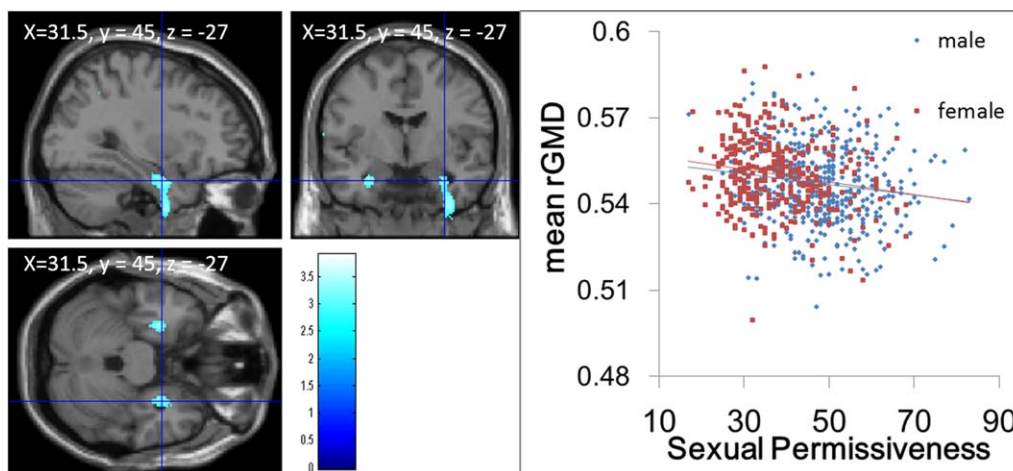 X=31.5, y = 45, z = -27
X=31.5, y = 45, z = -27
X=31.5, y = 45, z = -27
3.5
3
2.5
2
1.5
1
0.5
0
mean rGMD
0.6
0.57
0.54
0.51
0.48
male
female
10 30 50 70 90
Sexual Permissiveness